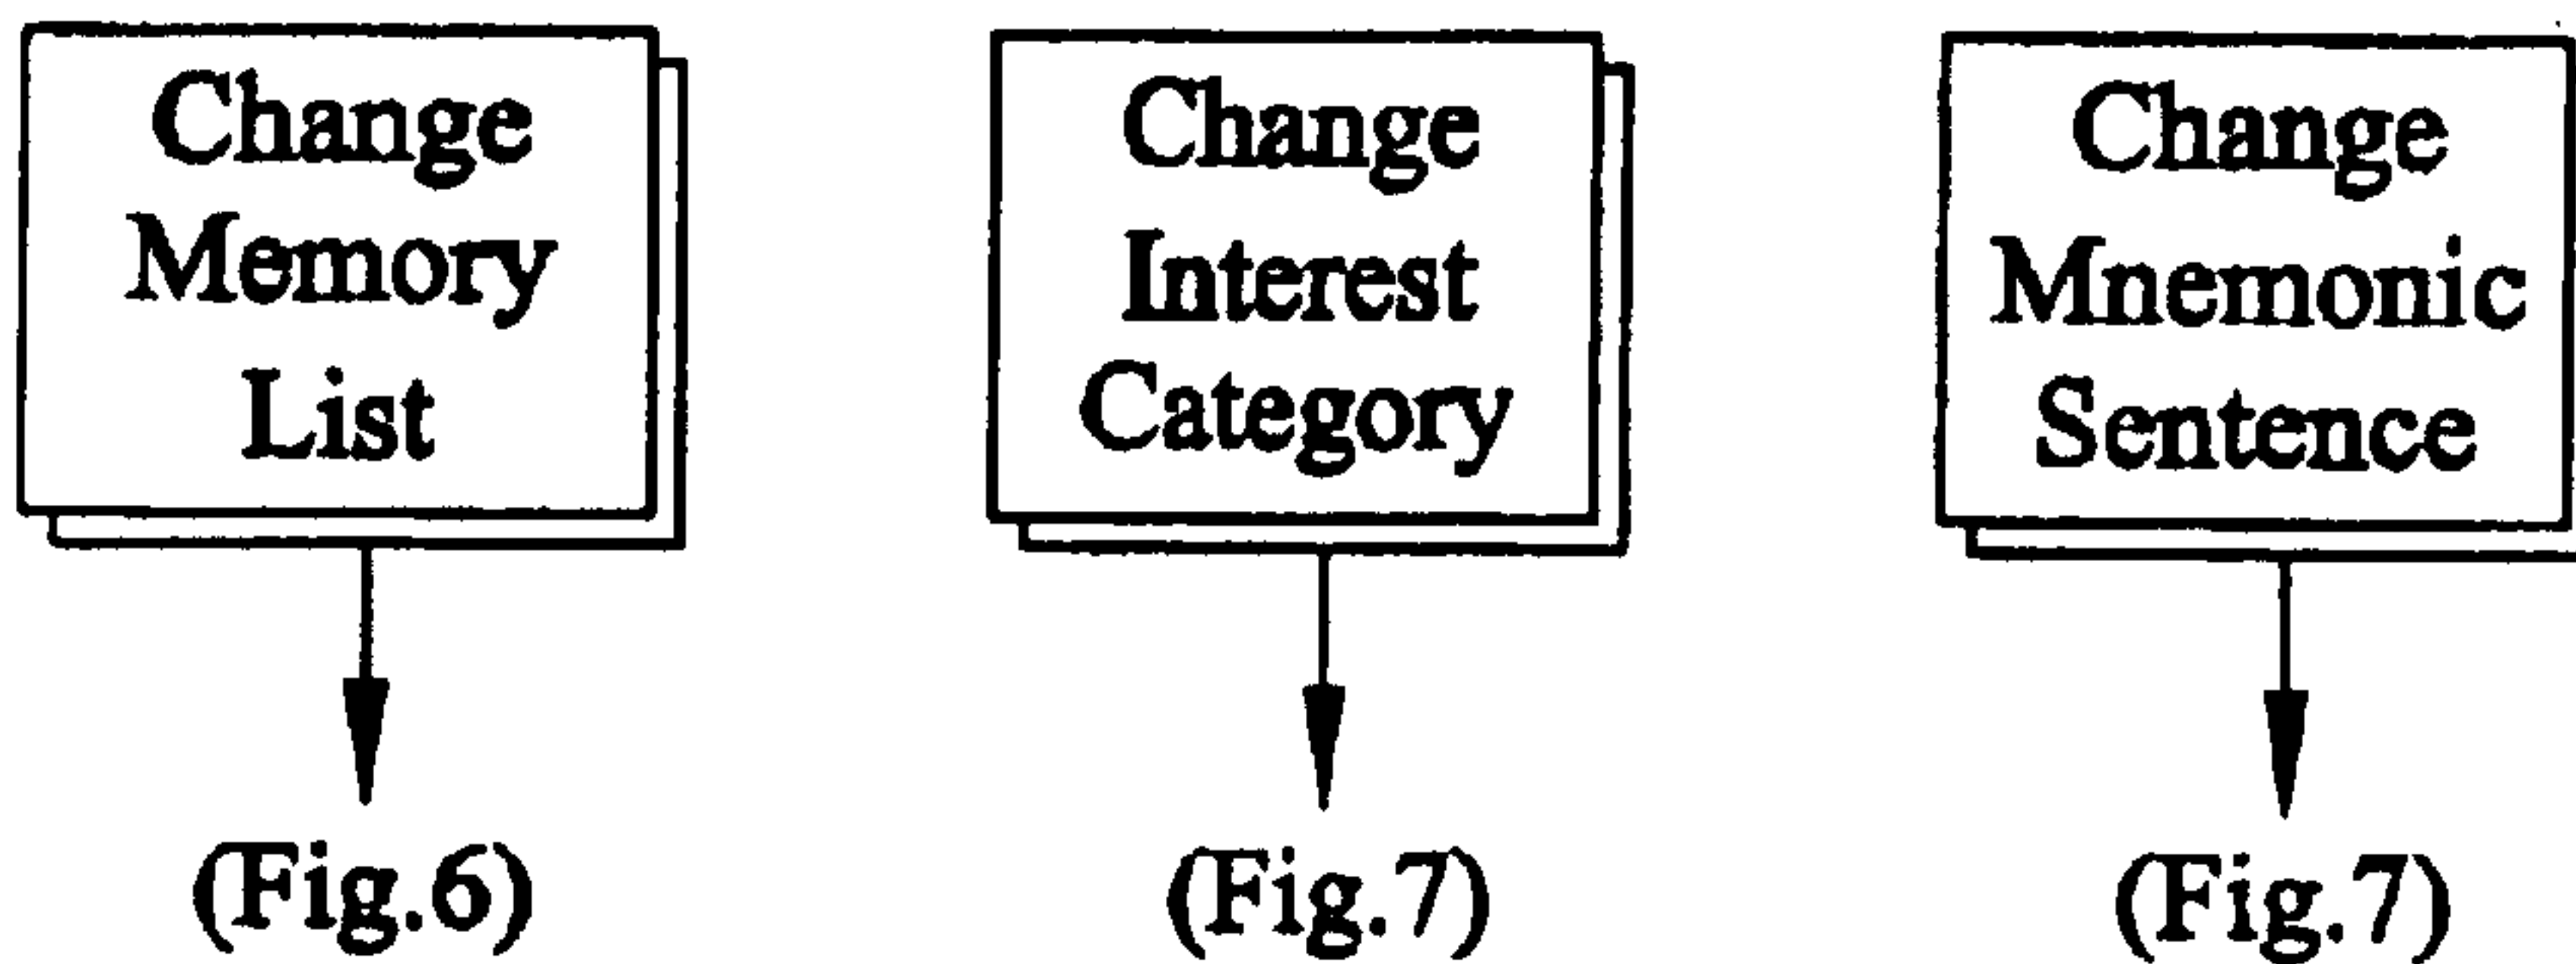 Change
Memory
List
(Fig.6)
Change
Interest
Category
(Fig.7)
Change
Mnemonic
Sentence
(Fig.7)